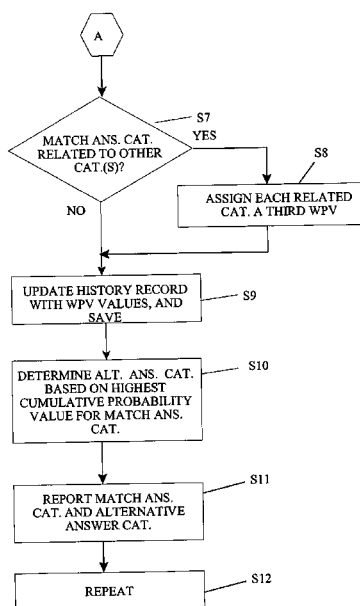 A
S7
MATCH ANS. CAT.
RELATED TO OTHER
CAT.(S)?
YES
S8
ASSIGN EACH RELATED
CAT. A THIRD WPV
NO
UPDATE HISTORY RECORD
WITH WPV VALUES, AND
SAVE
S9
S10
DETERMINE ALT. ANS. CAT.
BASED ON HIGHEST
CUMULATIVE PROBABILITY
VALUE FOR MATCH ANS.
CAT.
S11
REPORT MATCH ANS.
CAT. AND ALTERNATIVE
ANSWER CAT.
S12
REPEAT